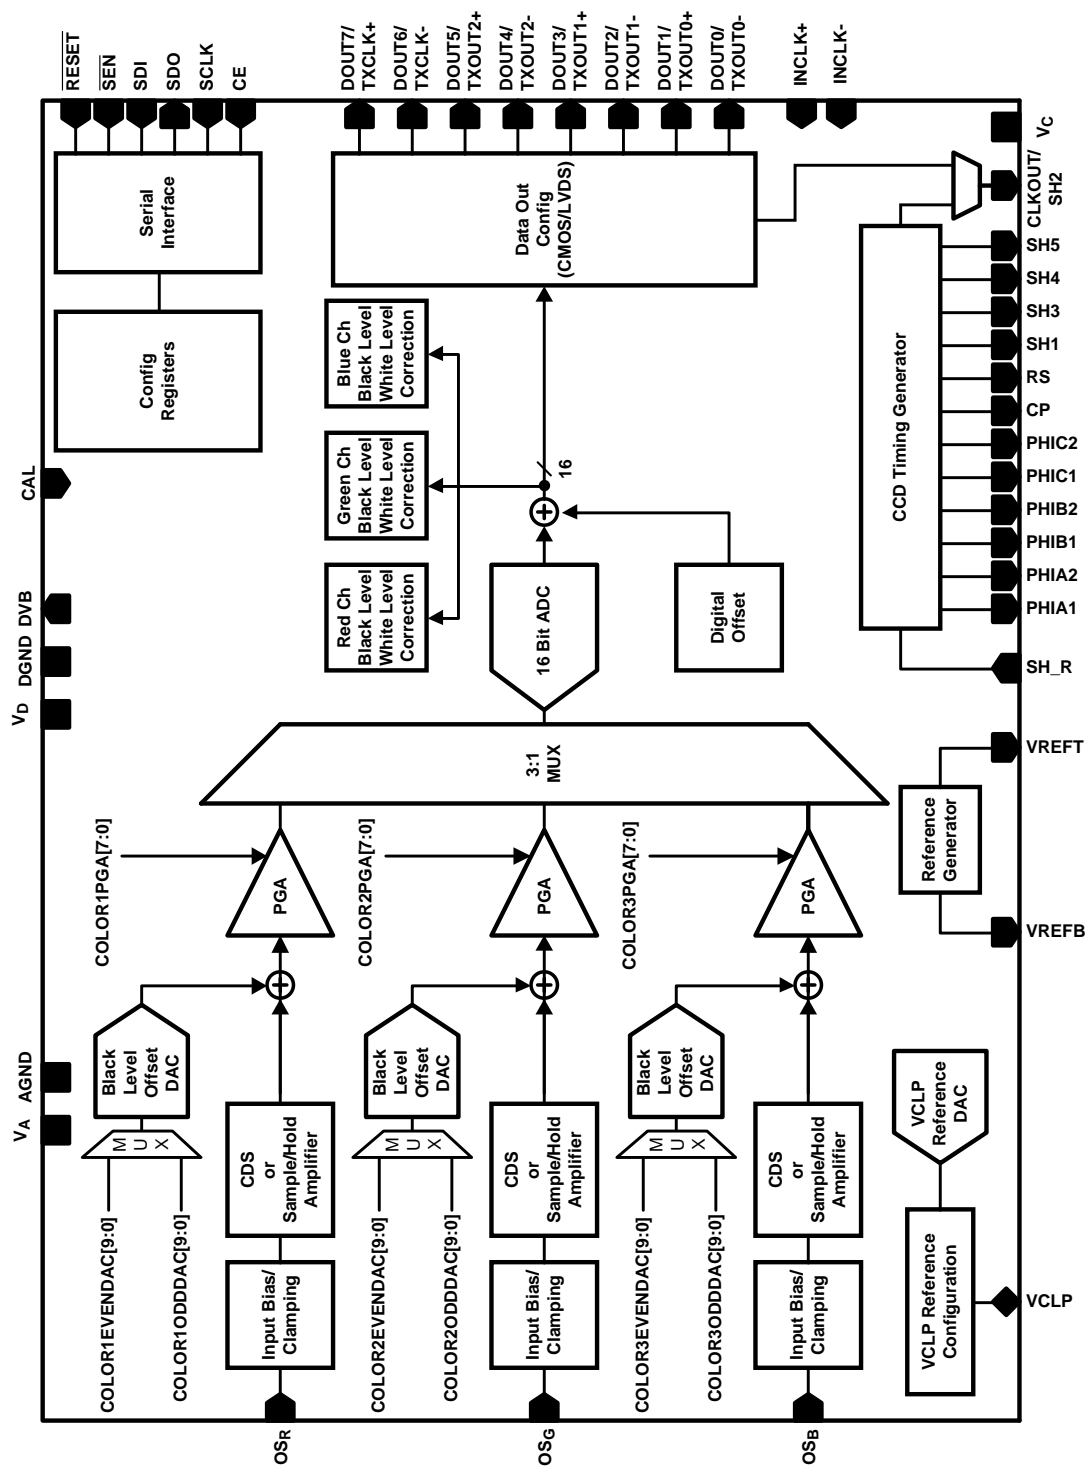 RESET
SEN
SDI
SDO
SCLK
CE
DOUT7/
TXCLK+
DOUT6/
TXCLK-
DOUT5/
TXOUT2+
DOUT4/
TXOUT2-
DOUT3/
TXOUT1+
DOUT2/
TXOUT1-
DOUT1/
TXOUT0+
DOUT0/
TXOUT0-
INCLK+
INCLK-
Serial
Interface
Config
Registers
Data Out
Config
(CMOS/LVDS)
VC
CLKOUT/
SH2
SH5
SH4
SH3
SH1
RS
CP
PHIC2
PHIC1
PHIB2
PHIB1
PHIA2
PHIA1
SH_R
CCD Timing Generator
CAL
DVB
DGND
VD
Blue Ch
Black Level
White Level
Correction
Green Ch
Black Level
White Level
Correction
Red Ch
Black Level
White Level
Correction
16
16 Bit ADC
Digital
Offset
3:1
MUX
VREFT
Reference
Generator
VREFB
COLOR1PGA[7:0]
PGA
COLOR2PGA[7:0]
PGA
COLOR3PGA[7:0]
PGA
AGND
VA
Black
Level
Offset
DAC
MUX
COLOR1EVENDAC[9:0]
COLOR1ODDDAC[9:0]
CDS
or
Sample/Hold
Amplifier
Input Bias/
Clamping
OSR
Black
Level
Offset
DAC
MUX
COLOR2EVENDAC[9:0]
COLOR2ODDDAC[9:0]
CDS
or
Sample/Hold
Amplifier
Input Bias/
Clamping
OSG
Black
Level
Offset
DAC
MUX
COLOR3EVENDAC[9:0]
COLOR3ODDDAC[9:0]
CDS
or
Sample/Hold
Amplifier
Input Bias/
Clamping
OSB
VCLP
Reference
DAC
VCLP Reference
Configuration
VCLP